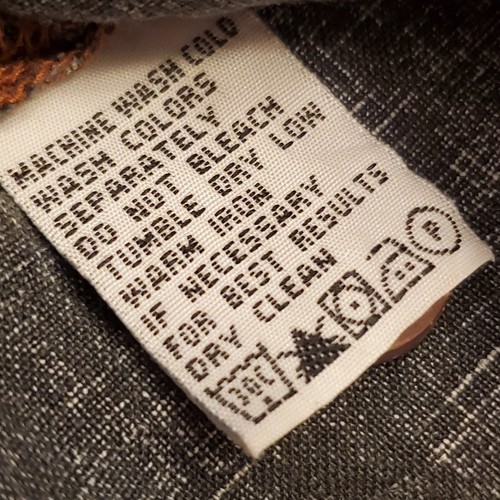 MACHINE WASH COLD
WASH COLORS
SEPARATELY
DO NOT BLEACH
TUMBLE DRY LOW
WARM IRON
IF NECESSARY
FOR BEST RESULTS
DRY CLEAN
P